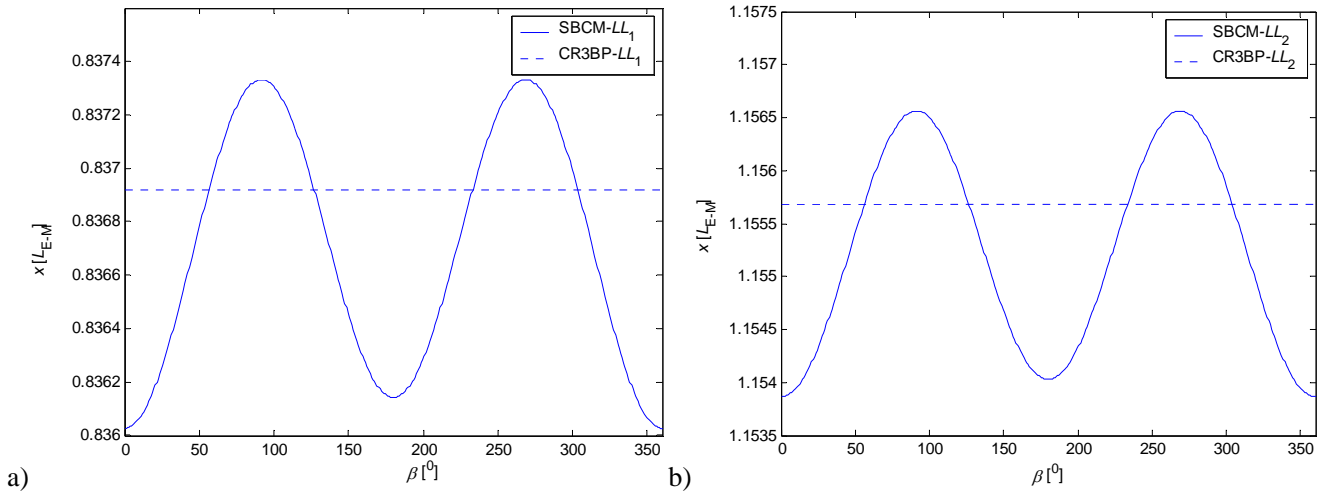 SBCM-LL1
CR3BP-LL1
0.8374
0.8372
0.837
0.8368
0.8366
0.8364
0.8362
0.836
x [LE-M]
0 50 100 150 200 250 300 350
β [0]
a)
SBCM-LL2
CR3BP-LL2
1.1575
1.157
1.1565
1.156
1.1555
1.155
1.1545
1.154
1.1535
x [LE-M]
0 50 100 150 200 250 300 350
β [0]
b)